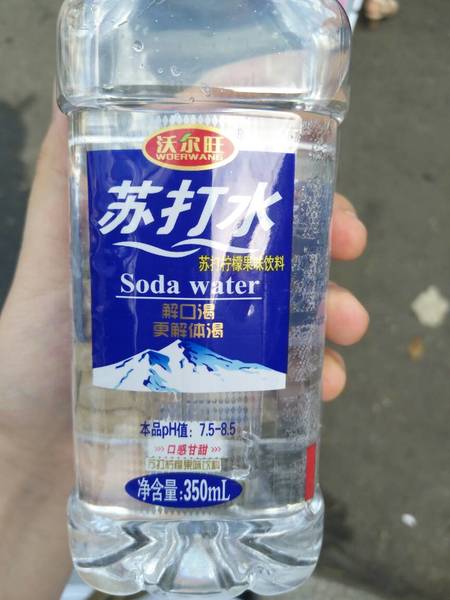 沃尔旺
WOERWANG
苏打水
苏打柠檬果味饮料
Soda water
解口渴
更解体渴
本品pH值：7.5-8.5
>>> 口感甘甜 >>>
苏打柠檬果味饮料
净含量:350mL